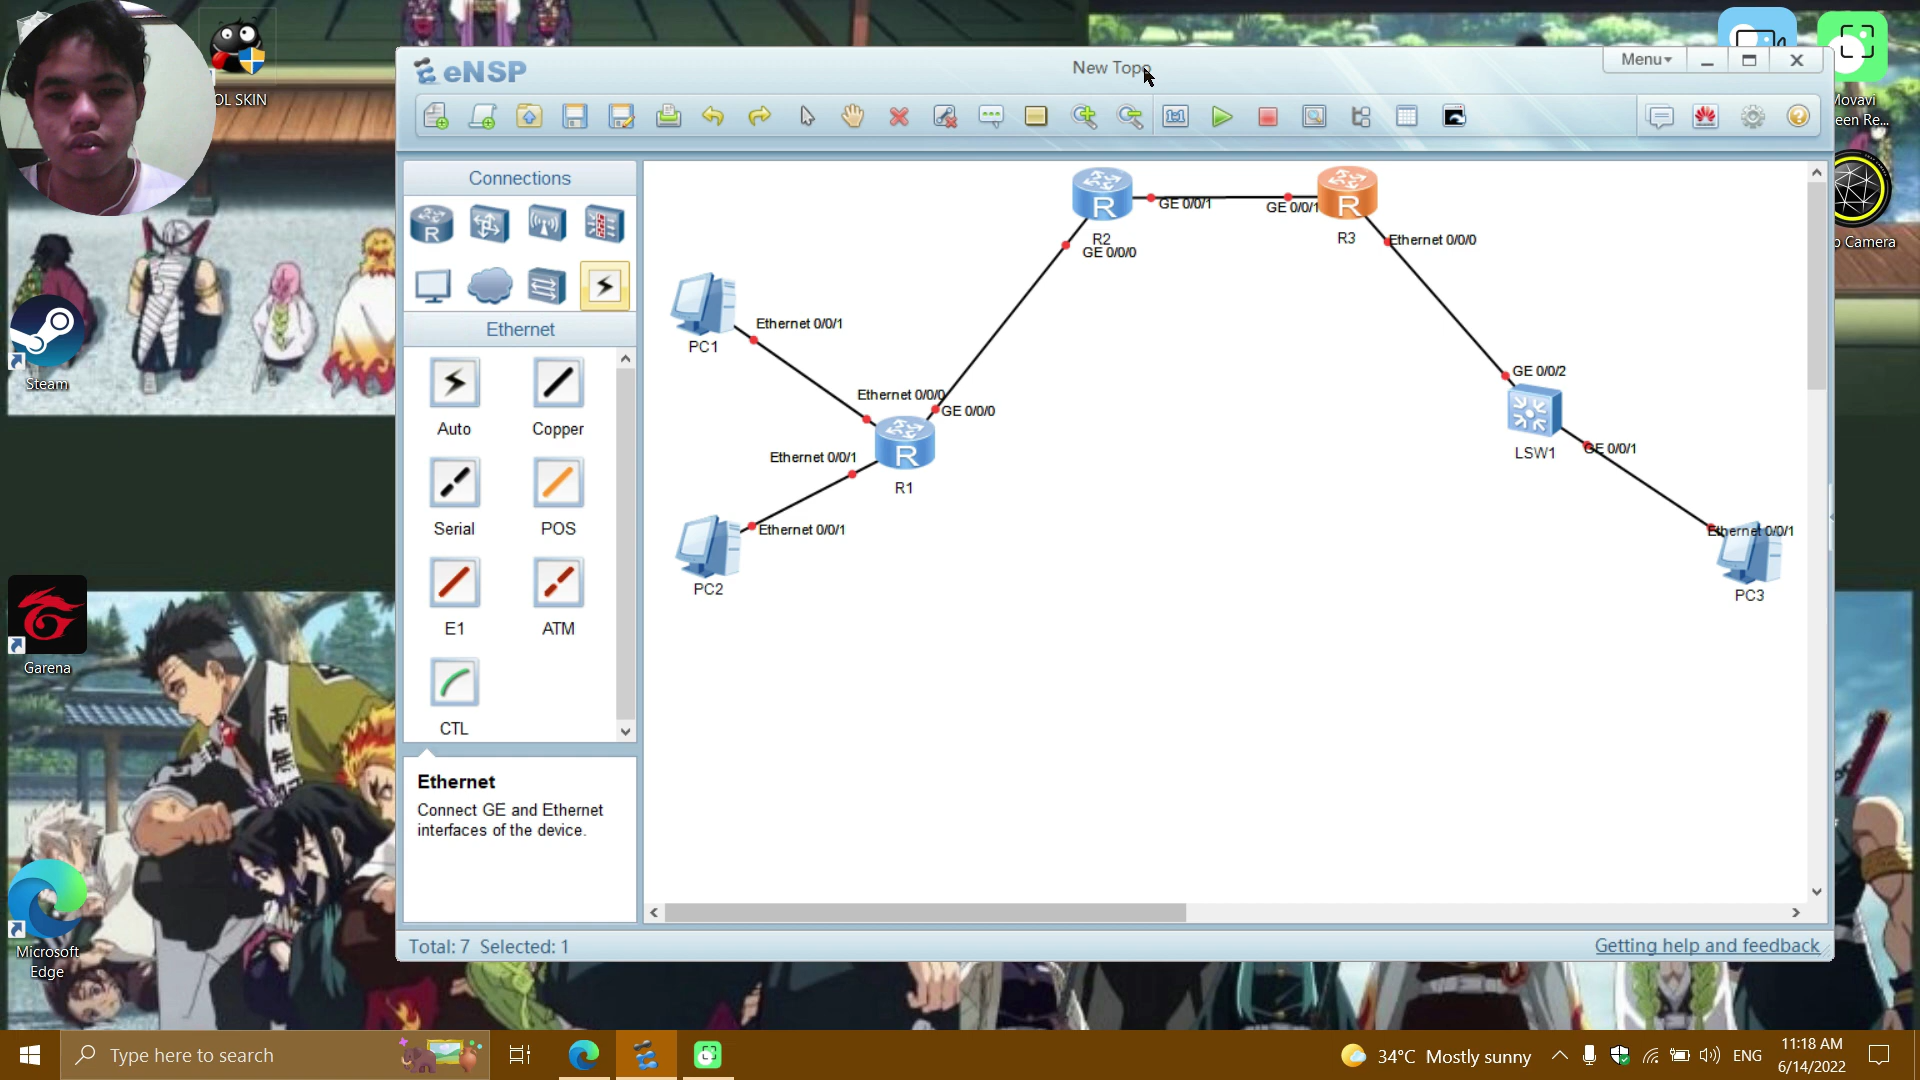 OL SKIN
eNSP
New Topo
Menu
Movavi
een Re...
o Camera
Steam
Garena
Microsoft
Edge
Connections
Ethernet
Auto
Copper
Serial
POS
E1
ATM
CTL
Ethernet
Connect GE and Ethernet
interfaces of the device.
R
R
R
R
1:1
R2
GE 0/0/1
GE 0/0/0
GE 0/0/1
R3
Ethernet 0/0/0
PC1
Ethernet 0/0/1
Ethernet 0/0/0
GE 0/0/0
Ethernet 0/0/1
R1
PC2
Ethernet 0/0/1
GE 0/0/2
LSW1
GE 0/0/1
Ethernet 0/0/1
PC3
Total: 7 Selected: 1
Getting help and feedback
Type here to search
34°C Mostly sunny
ENG
11:18 AM
6/14/2022